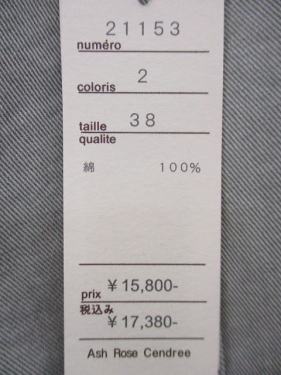 21153
numéro
2
coloris
38
taille
qualite
綿 100%
prix ¥15,800-
税込み
¥17,380-
Ash Rose Cendree